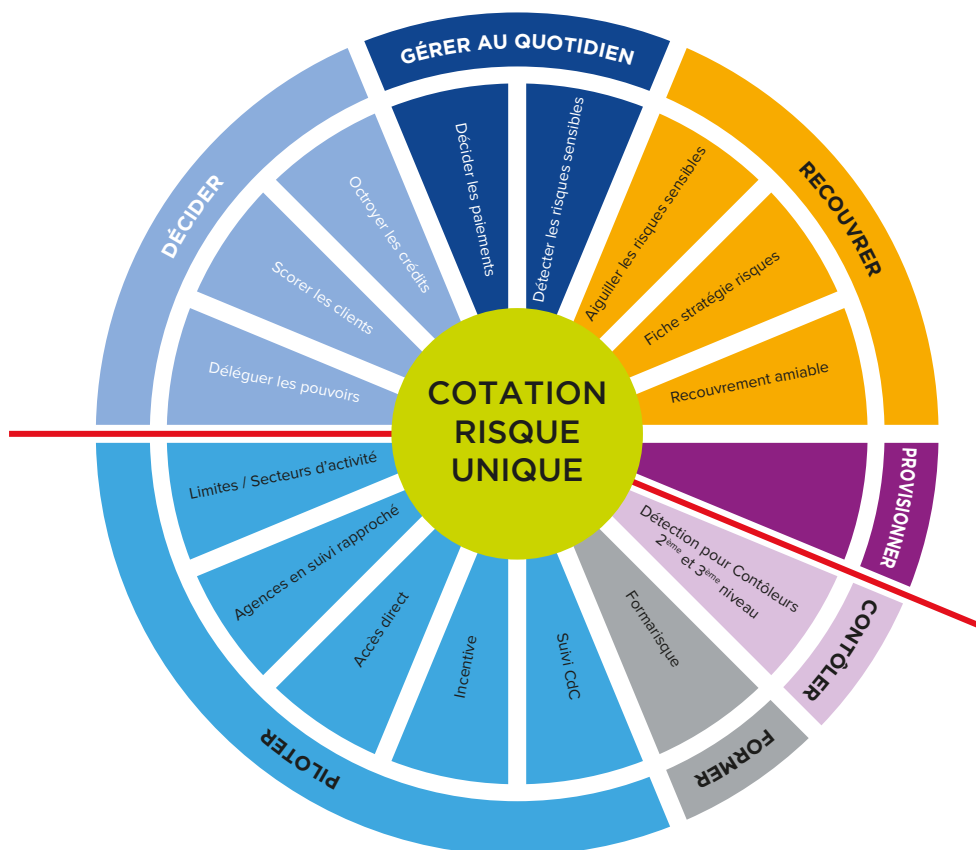 GÉRER AU QUOTIDIEN
Décider les paiements
Détecter les risques sensibles
RECOUVRER
Aiguiller les risques sensibles
Fiche stratégie risques
Recouvrement amiable
PROVISIONNER
CONTÔLER
Détection pour Contôleurs
2ème et 3ème niveau
FORMER
Formarisque
PILOTER
Suivi CdC
Incentive
Accès direct
Agences en suivi rapproché
Limites / Secteurs d'activité
DÉCIDER
Déléguer les pouvoirs
Scorer les clients
Octroyer les crédits
COTATION
RISQUE
UNIQUE